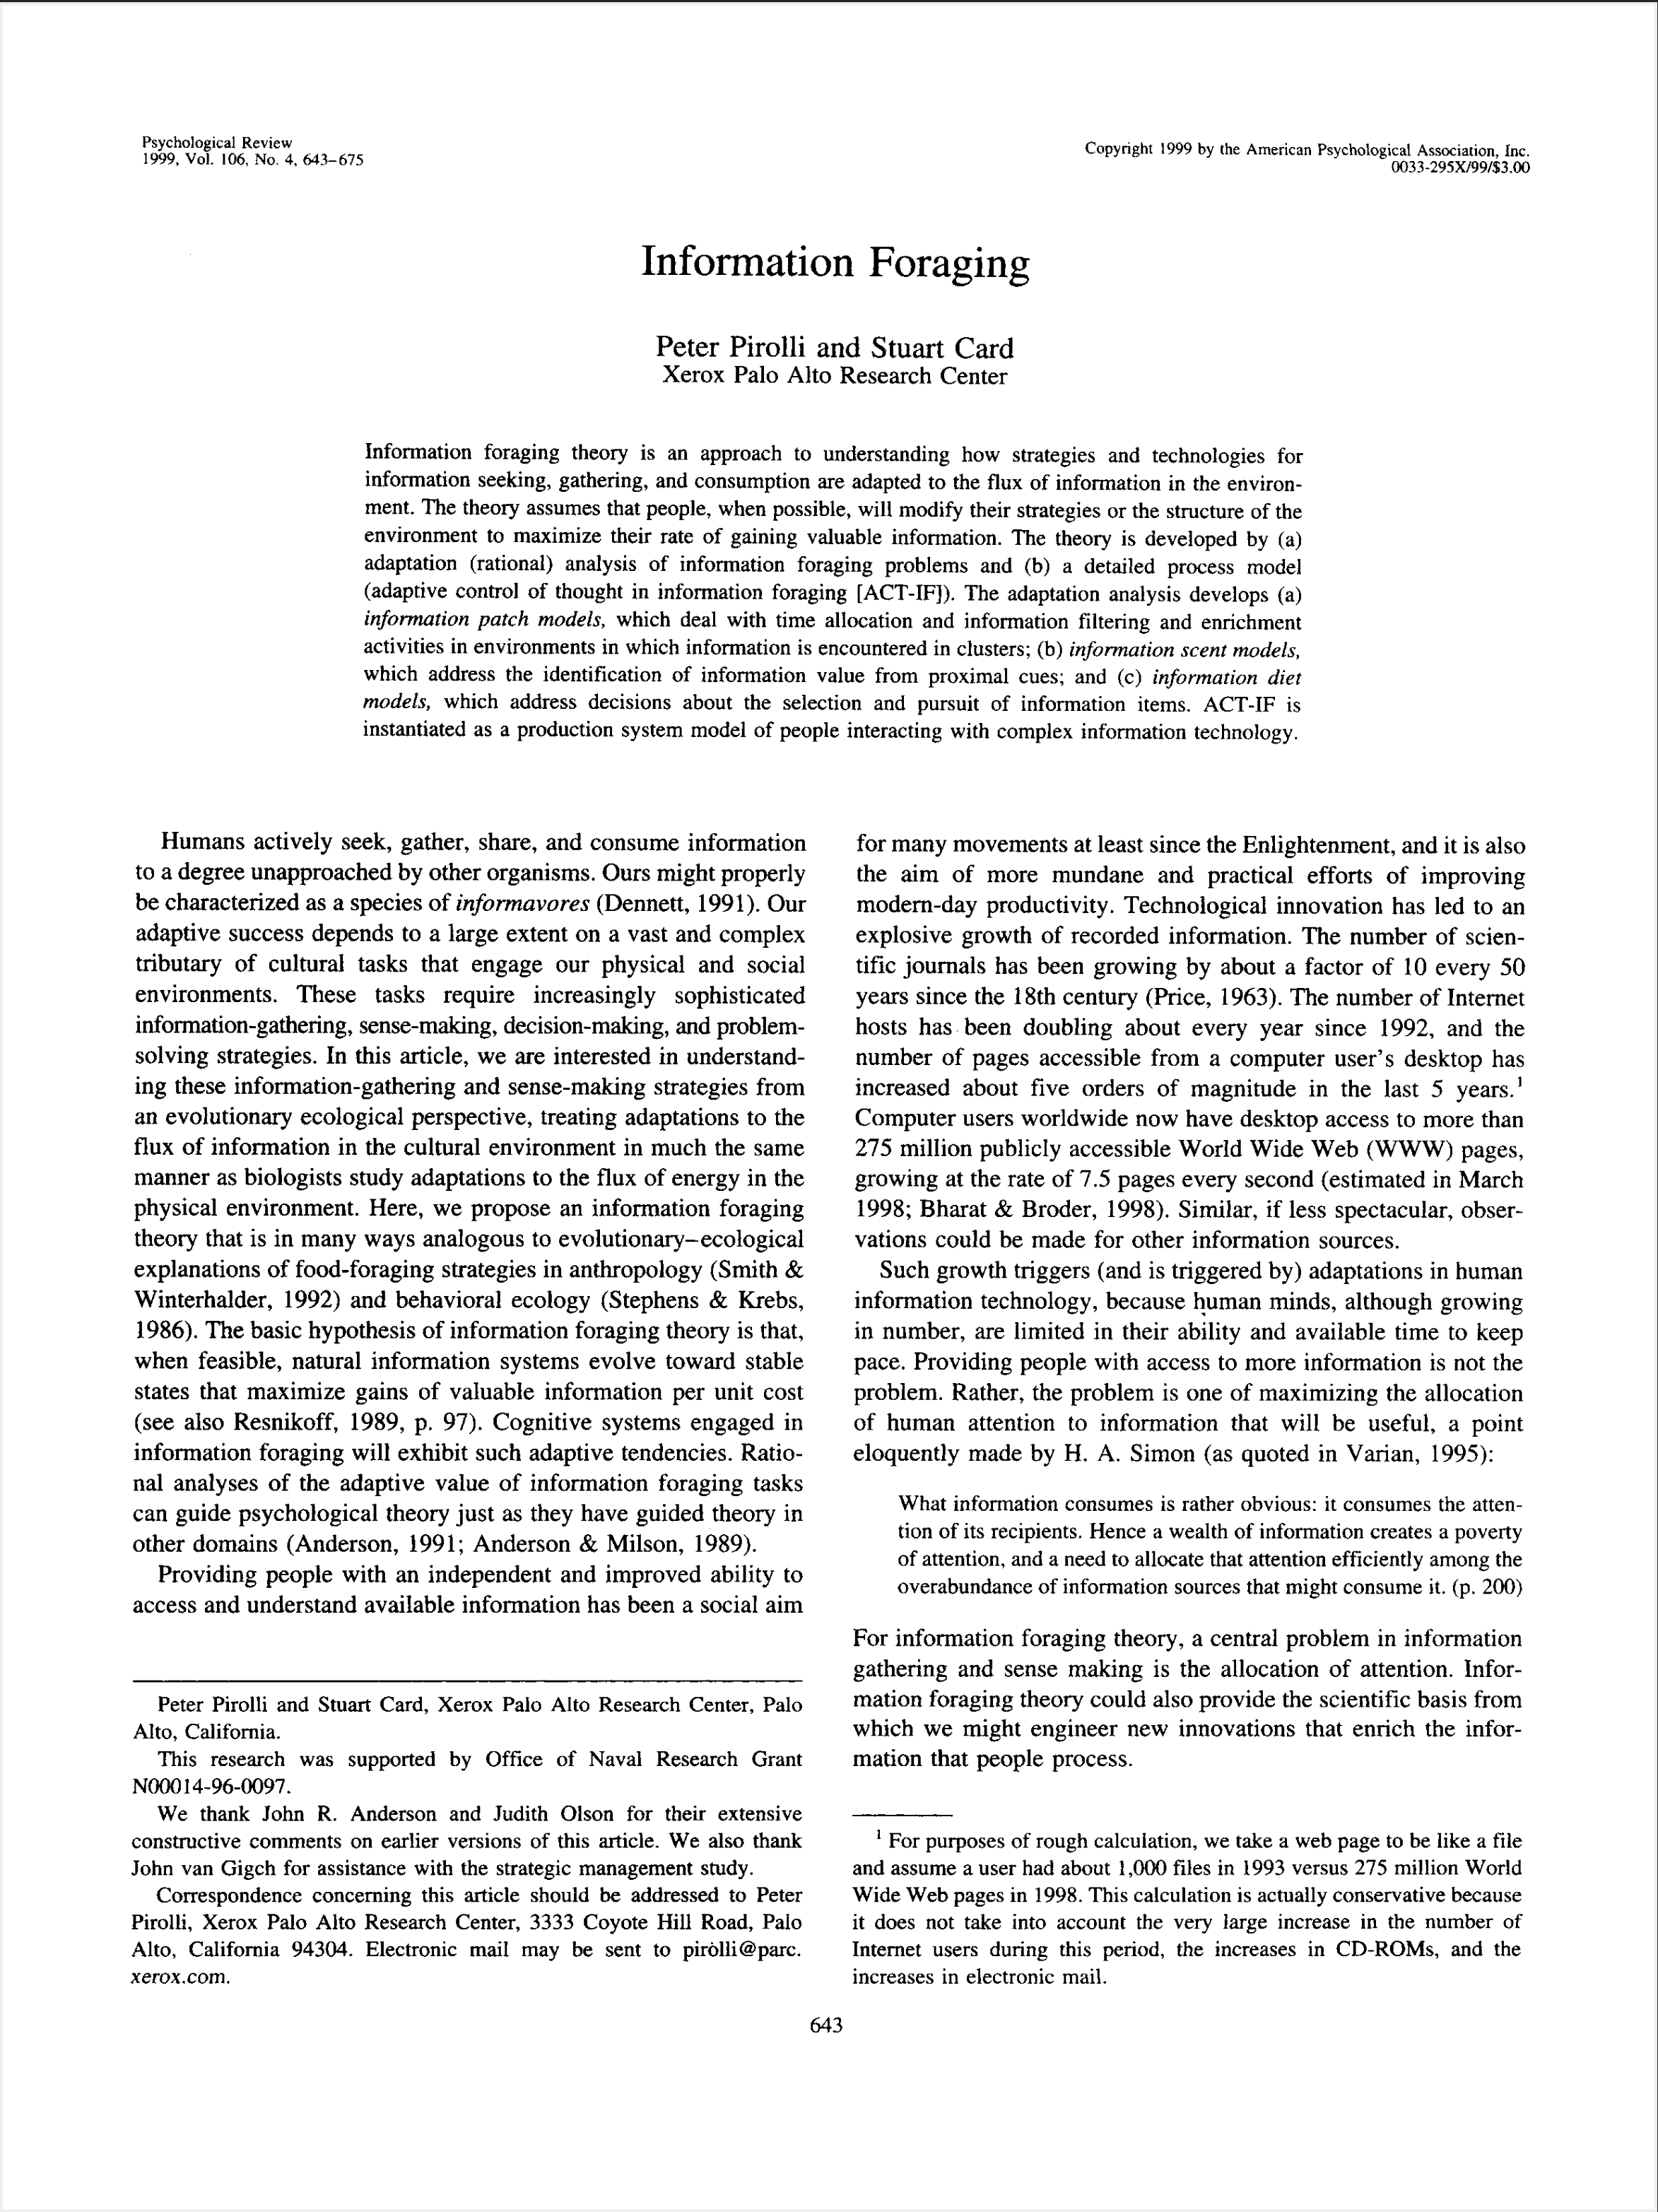 Psychological Review
1999, Vol. 106, No. 4, 643–675
Copyright 1999 by the American Psychological Association, Inc.
0033-295X/99/$3.00
Information Foraging
Peter Pirolli and Stuart Card
Xerox Palo Alto Research Center
Information foraging theory is an approach to understanding how strategies and technologies for
information seeking, gathering, and consumption are adapted to the flux of information in the environ-
ment. The theory assumes that people, when possible, will modify their strategies or the structure of the
environment to maximize their rate of gaining valuable information. The theory is developed by (a)
adaptation (rational) analysis of information foraging problems and (b) a detailed process model
(adaptive control of thought in information foraging [ACT-IF]). The adaptation analysis develops (a)
information patch models, which deal with time allocation and information filtering and enrichment
activities in environments in which information is encountered in clusters; (b) information scent models,
which address the identification of information value from proximal cues; and (c) information diet
models, which address decisions about the selection and pursuit of information items. ACT-IF is
instantiated as a production system model of people interacting with complex information technology.
Humans actively seek, gather, share, and consume information
to a degree unapproached by other organisms. Ours might properly
be characterized as a species of informavores (Dennett, 1991). Our
adaptive success depends to a large extent on a vast and complex
tributary of cultural tasks that engage our physical and social
environments. These tasks require increasingly sophisticated
information-gathering, sense-making, decision-making, and problem-
solving strategies. In this article, we are interested in understand-
ing these information-gathering and sense-making strategies from
an evolutionary ecological perspective, treating adaptations to the
flux of information in the cultural environment in much the same
manner as biologists study adaptations to the flux of energy in the
physical environment. Here, we propose an information foraging
theory that is in many ways analogous to evolutionary–ecological
explanations of food-foraging strategies in anthropology (Smith &
Winterhalder, 1992) and behavioral ecology (Stephens & Krebs,
1986). The basic hypothesis of information foraging theory is that,
when feasible, natural information systems evolve toward stable
states that maximize gains of valuable information per unit cost
(see also Resnikoff, 1989, p. 97). Cognitive systems engaged in
information foraging will exhibit such adaptive tendencies. Ratio-
nal analyses of the adaptive value of information foraging tasks
can guide psychological theory just as they have guided theory in
other domains (Anderson, 1991; Anderson & Milson, 1989).
Providing people with an independent and improved ability to
access and understand available information has been a social aim
Peter Pirolli and Stuart Card, Xerox Palo Alto Research Center, Palo
Alto, California.
This research was supported by Office of Naval Research Grant
N00014-96-0097.
We thank John R. Anderson and Judith Olson for their extensive
constructive comments on earlier versions of this article. We also thank
John van Gigch for assistance with the strategic management study.
Correspondence concerning this article should be addressed to Peter
Pirolli, Xerox Palo Alto Research Center, 3333 Coyote Hill Road, Palo
Alto, California 94304. Electronic mail may be sent to pirolli@parc.
xerox.com.
for many movements at least since the Enlightenment, and it is also
the aim of more mundane and practical efforts of improving
modern-day productivity. Technological innovation has led to an
explosive growth of recorded information. The number of scien-
tific journals has been growing by about a factor of 10 every 50
years since the 18th century (Price, 1963). The number of Internet
hosts has been doubling about every year since 1992, and the
number of pages accessible from a computer user's desktop has
increased about five orders of magnitude in the last 5 years.¹
Computer users worldwide now have desktop access to more than
275 million publicly accessible World Wide Web (WWW) pages,
growing at the rate of 7.5 pages every second (estimated in March
1998; Bharat & Broder, 1998). Similar, if less spectacular, obser-
vations could be made for other information sources.
Such growth triggers (and is triggered by) adaptations in human
information technology, because human minds, although growing
in number, are limited in their ability and available time to keep
pace. Providing people with access to more information is not the
problem. Rather, the problem is one of maximizing the allocation
of human attention to information that will be useful, a point
eloquently made by H. A. Simon (as quoted in Varian, 1995):
What information consumes is rather obvious: it consumes the atten-
tion of its recipients. Hence a wealth of information creates a poverty
of attention, and a need to allocate that attention efficiently among the
overabundance of information sources that might consume it. (p. 200)
For information foraging theory, a central problem in information
gathering and sense making is the allocation of attention. Infor-
mation foraging theory could also provide the scientific basis from
which we might engineer new innovations that enrich the infor-
mation that people process.
¹ For purposes of rough calculation, we take a web page to be like a file
and assume a user had about 1,000 files in 1993 versus 275 million World
Wide Web pages in 1998. This calculation is actually conservative because
it does not take into account the very large increase in the number of
Internet users during this period, the increases in CD-ROMs, and the
increases in electronic mail.
643